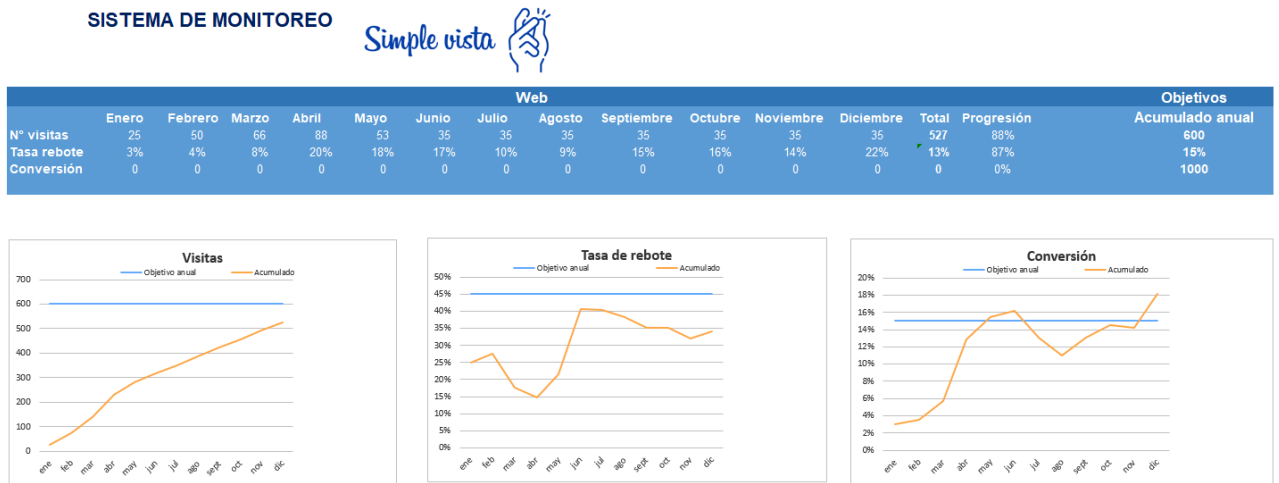 SISTEMA DE MONITOREO
Simple vista
Web Objetivos
Enero Febrero Marzo Abril Mayo Junio Julio Agosto Septiembre Octubre Noviembre Diciembre Total Progresión Acumulado anual
N° visitas 25 50 66 88 53 35 35 35 35 35 35 35 527 88% 600
Tasa rebote 3% 4% 8% 20% 18% 17% 10% 9% 15% 16% 14% 22% 13% 87% 15%
Conversión 0 0 0 0 0 0 0 0 0 0 0 0 0 0% 1000
Visitas
Objetivo anual Acumulado
700
600
500
400
300
200
100
0
ene feb mar abr may jun jul ago sept oct nov dic
Tasa de rebote
Objetivo anual Acumulado
50%
45%
40%
35%
30%
25%
20%
15%
10%
5%
0%
ene feb mar abr may jun jul ago sept oct nov dic
Conversión
Objetivo anual Acumulado
20%
18%
16%
14%
12%
10%
8%
6%
4%
2%
0%
ene feb mar abr may jun jul ago sept oct nov dic